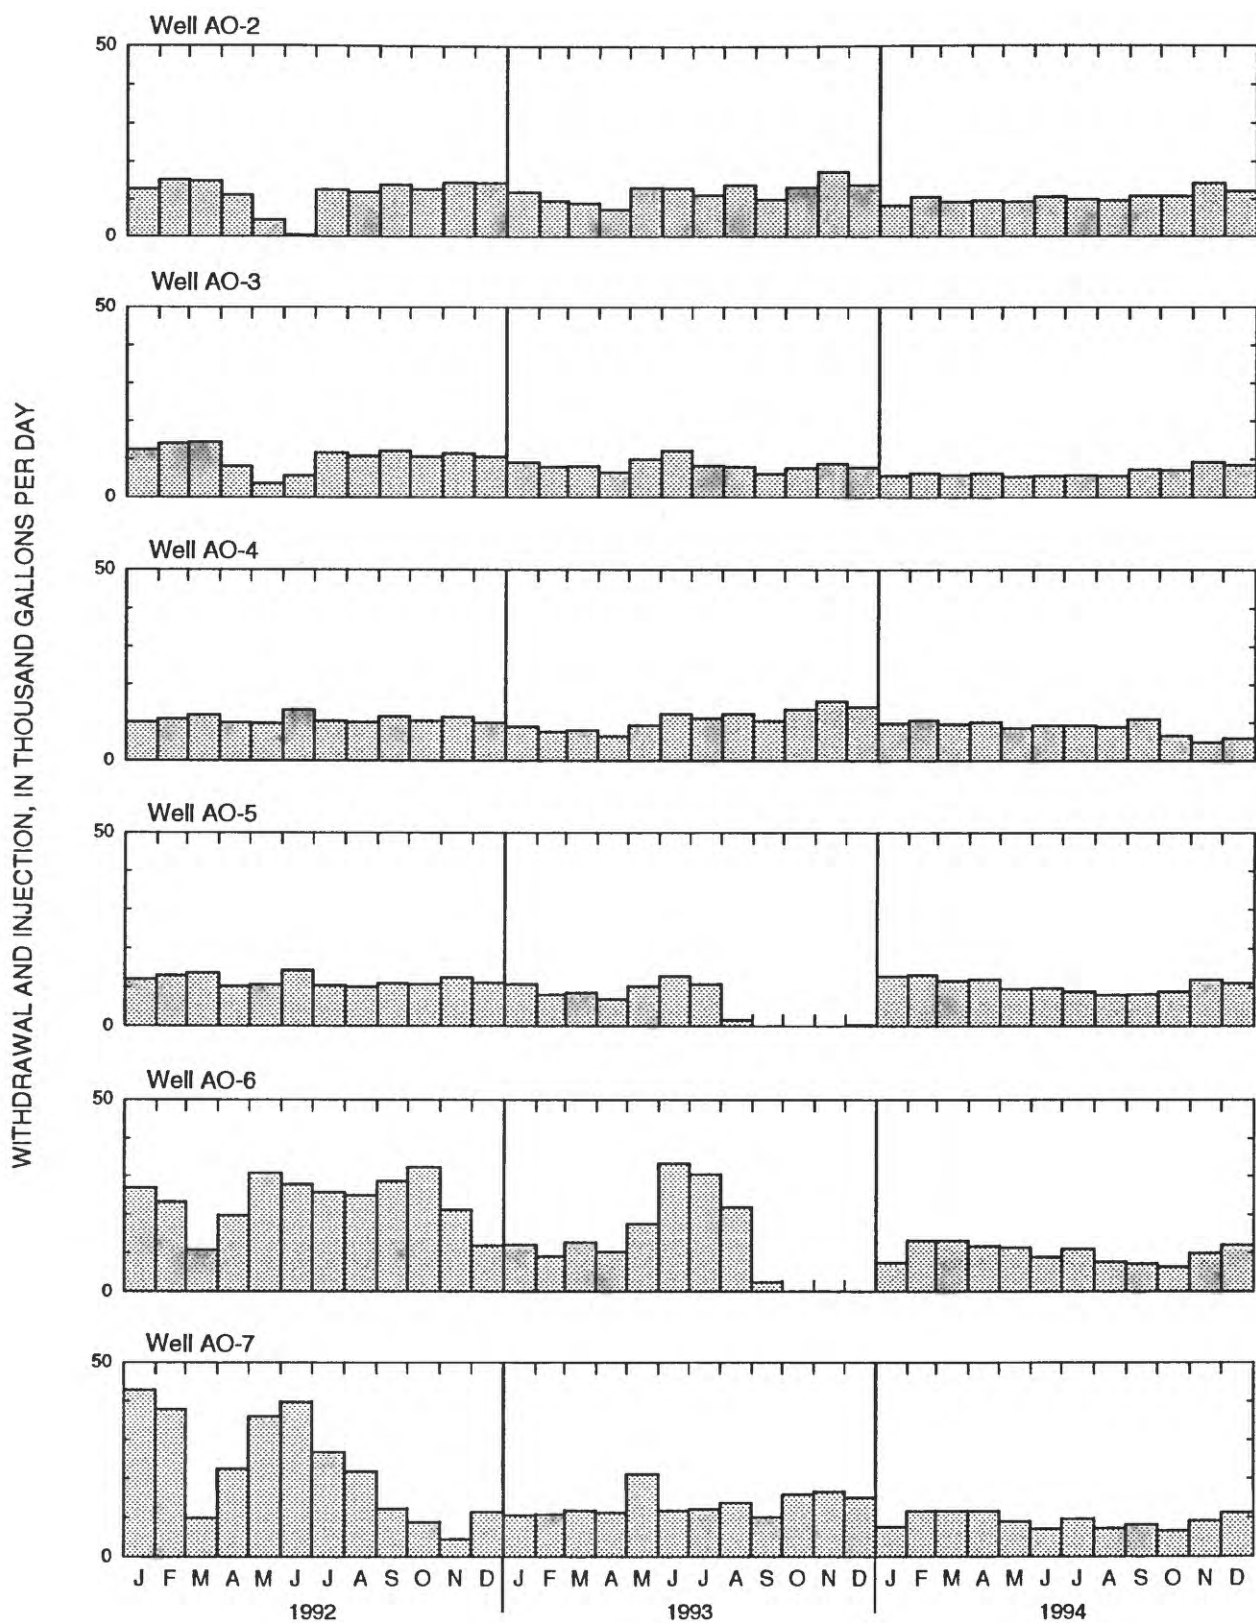 WITHDRAWAL AND INJECTION, IN THOUSAND GALLONS PER DAY
Well AO-2
50
0
Well AO-3
50
0
Well AO-4
50
0
Well AO-5
50
0
Well AO-6
50
0
Well AO-7
50
0
J F M A M J J A S O N D J F M A M J J A S O N D J F M A M J J A S O N D
1992 1993 1994